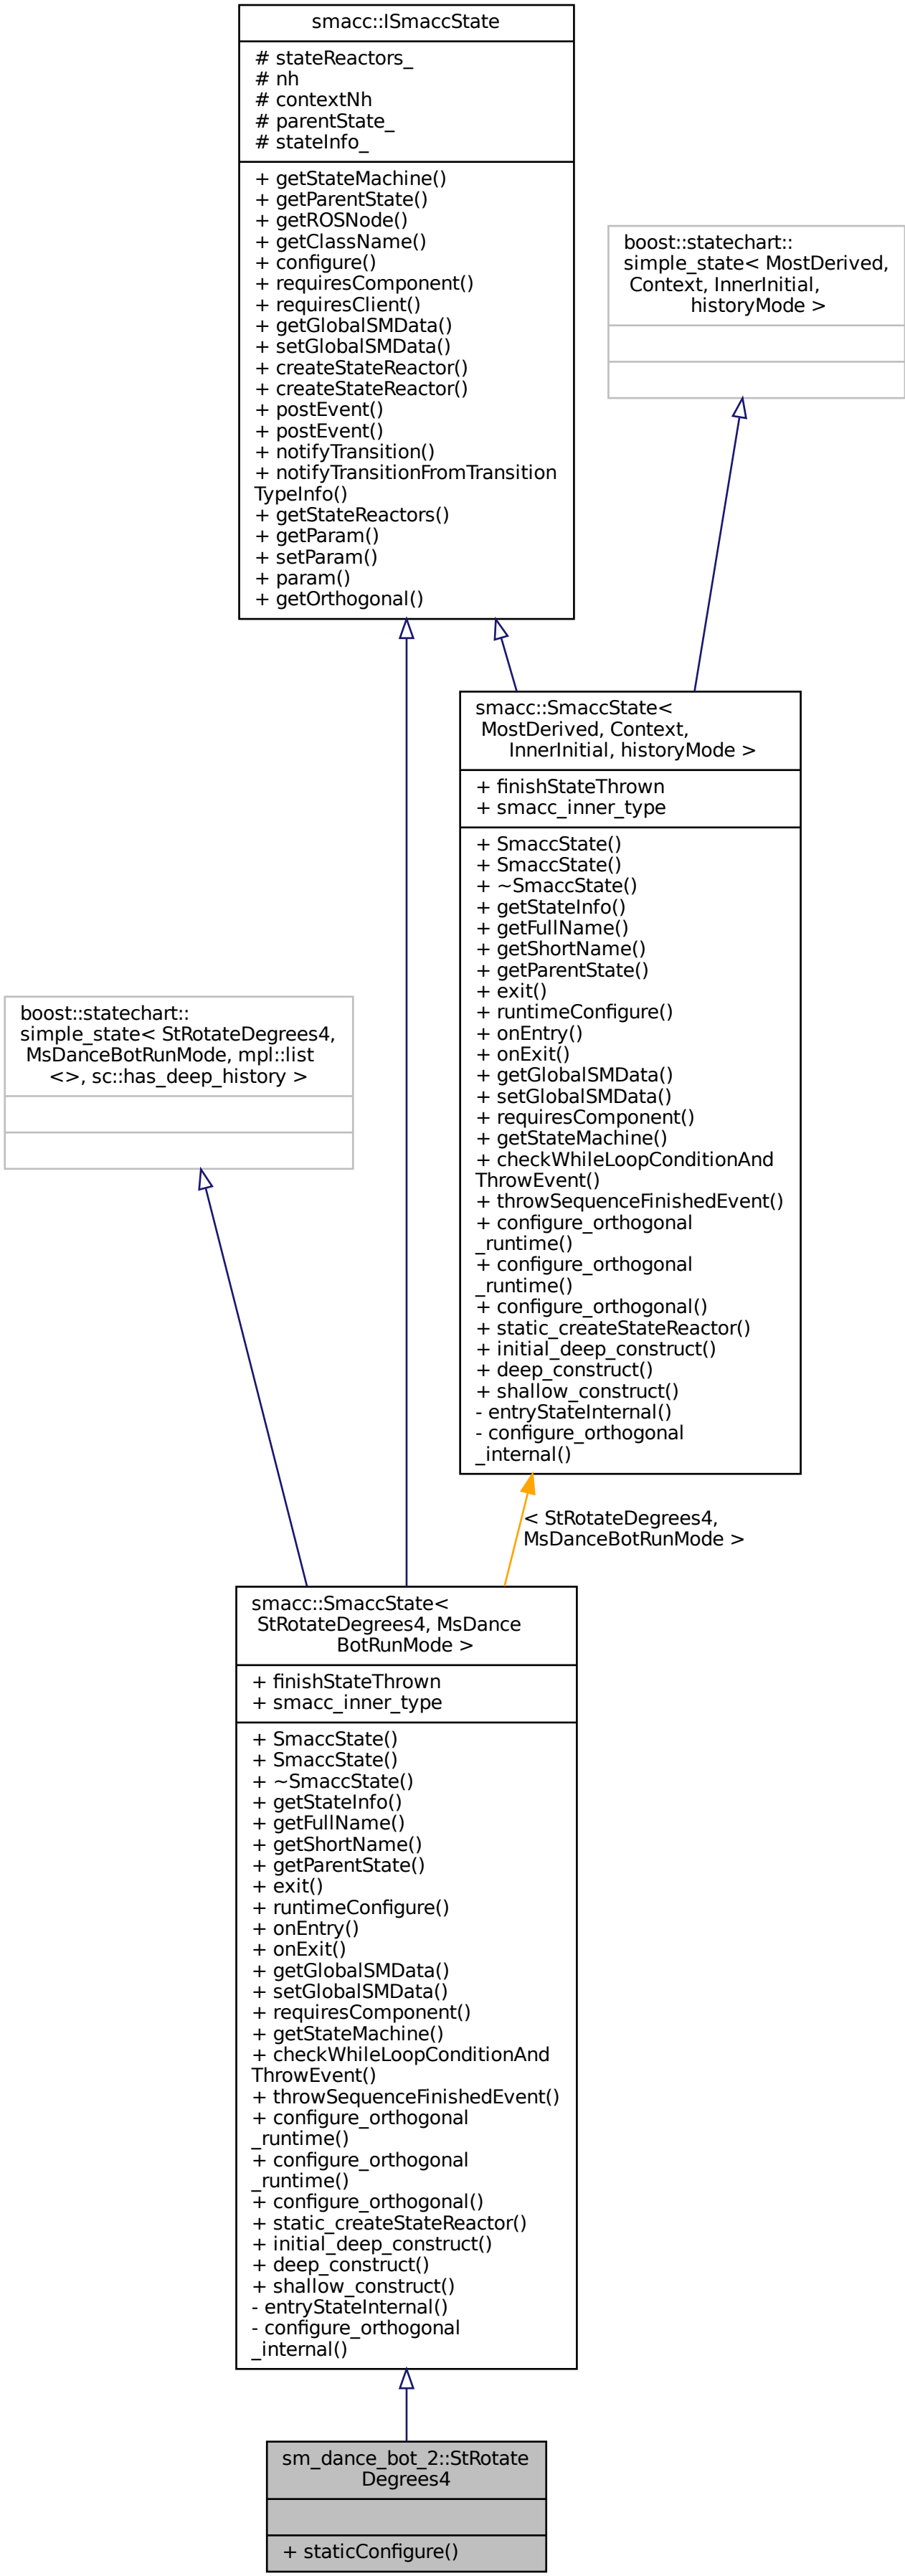 smacc::ISmaccState
# stateReactors_
# nh
# contextNh
# parentState_
# stateInfo_
+ getStateMachine()
+ getParentState()
+ getROSNode()
+ getClassName()
+ configure()
+ requiresComponent()
+ requiresClient()
+ getGlobalSMData()
+ setGlobalSMData()
+ createStateReactor()
+ createStateReactor()
+ postEvent()
+ postEvent()
+ notifyTransition()
+ notifyTransitionFromTransition
TypeInfo()
+ getStateReactors()
+ getParam()
+ setParam()
+ param()
+ getOrthogonal()
boost::statechart::
simple_state< MostDerived,
Context, InnerInitial,
historyMode >
smacc::SmaccState<
MostDerived, Context,
InnerInitial, historyMode >
+ finishStateThrown
+ smacc_inner_type
+ SmaccState()
+ SmaccState()
+ ~SmaccState()
+ getStateInfo()
+ getFullName()
+ getShortName()
+ getParentState()
+ exit()
+ runtimeConfigure()
+ onEntry()
+ onExit()
+ getGlobalSMData()
+ setGlobalSMData()
+ requiresComponent()
+ getStateMachine()
+ checkWhileLoopConditionAnd
ThrowEvent()
+ throwSequenceFinishedEvent()
+ configure_orthogonal
_runtime()
+ configure_orthogonal
_runtime()
+ configure_orthogonal()
+ static_createStateReactor()
+ initial_deep_construct()
+ deep_construct()
+ shallow_construct()
- entryStateInternal()
- configure_orthogonal
_internal()
boost::statechart::
simple_state< StRotateDegrees4,
MsDanceBotRunMode, mpl::list
<>, sc::has_deep_history >
< StRotateDegrees4,
MsDanceBotRunMode >
smacc::SmaccState<
StRotateDegrees4, MsDance
BotRunMode >
+ finishStateThrown
+ smacc_inner_type
+ SmaccState()
+ SmaccState()
+ ~SmaccState()
+ getStateInfo()
+ getFullName()
+ getShortName()
+ getParentState()
+ exit()
+ runtimeConfigure()
+ onEntry()
+ onExit()
+ getGlobalSMData()
+ setGlobalSMData()
+ requiresComponent()
+ getStateMachine()
+ checkWhileLoopConditionAnd
ThrowEvent()
+ throwSequenceFinishedEvent()
+ configure_orthogonal
_runtime()
+ configure_orthogonal
_runtime()
+ configure_orthogonal()
+ static_createStateReactor()
+ initial_deep_construct()
+ deep_construct()
+ shallow_construct()
- entryStateInternal()
- configure_orthogonal
_internal()
sm_dance_bot_2::StRotate
Degrees4
+ staticConfigure()